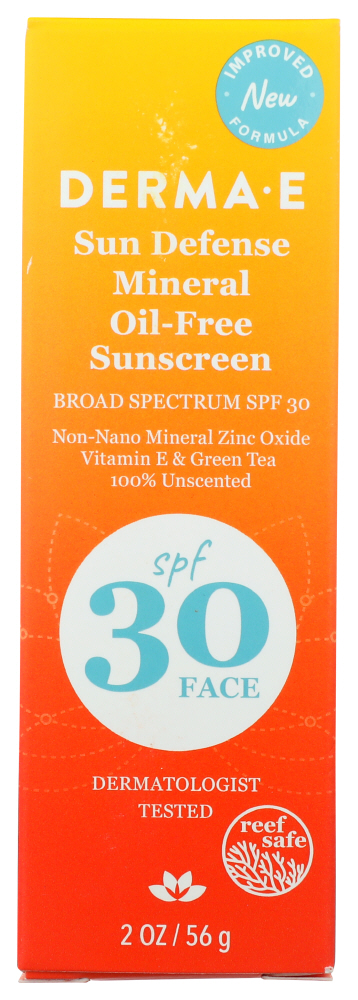 IMPROVED
New
FORMULA
DERMA·E
Sun Defense
Mineral
Oil-Free
Sunscreen
BROAD SPECTRUM SPF 30
Non-Nano Mineral Zinc Oxide
Vitamin E & Green Tea
100% Unscented
spf
30
FACE
DERMATOLOGIST
TESTED
reef
safe
2 OZ / 56 g